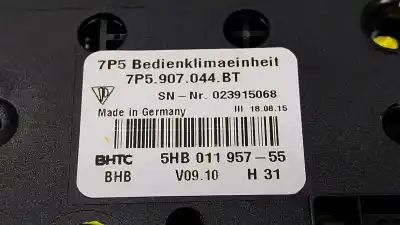 7P5 Bedienklimaeinheit
7P5.907.044.BT
SN-Nr. 023915068
Made in Germany III 18.08.15
BHTC 5HB 011 957-55
BHB V09.10 H 31